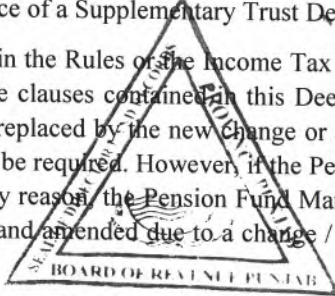 ce of a Supplementary Trust De
in the Rules or the Income Tax
e clauses contained in this Dee
replaced by the new change or
be required. However, if the Pe
y reason, the Pension Fund Ma
and amended due to a change /
BOARD OF REVENUE PUNJAB